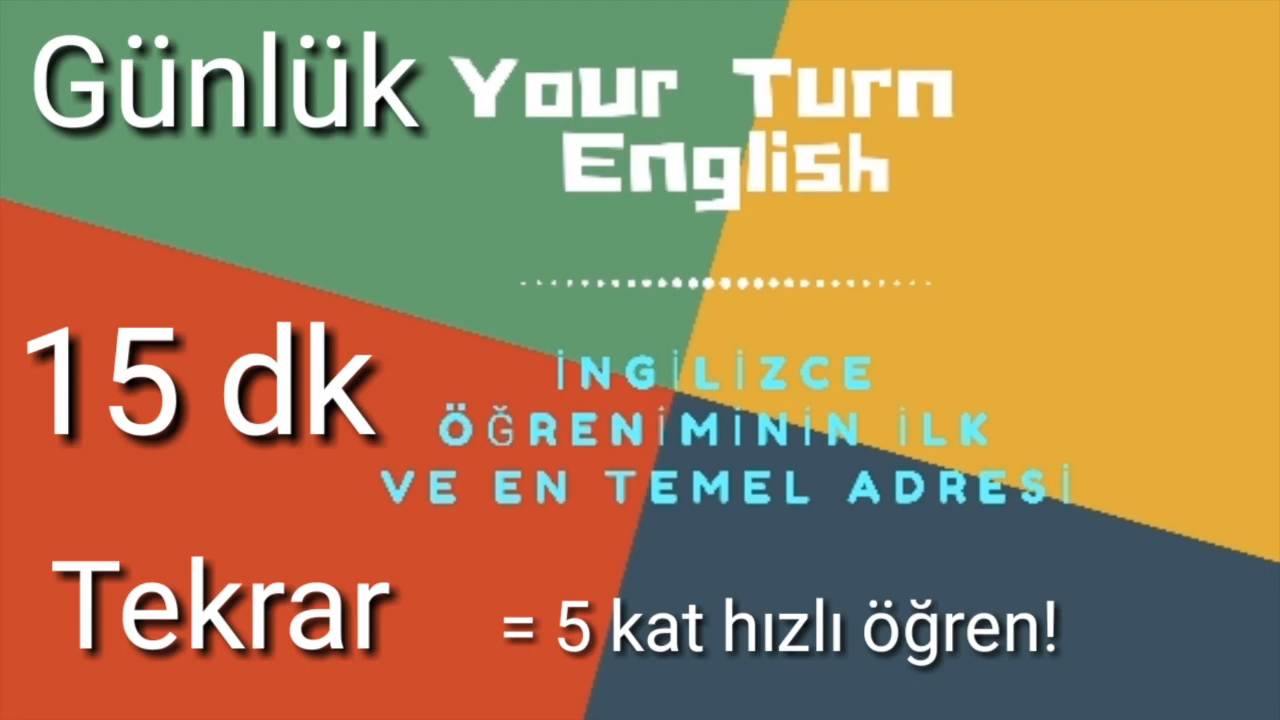 Günlük
Your Turn
English
15 dk
İNGİLİZCE
ÖĞRENİMİNİN İLK
VE EN TEMEL ADRESİ
Tekrar
= 5 kat hızlı öğren!